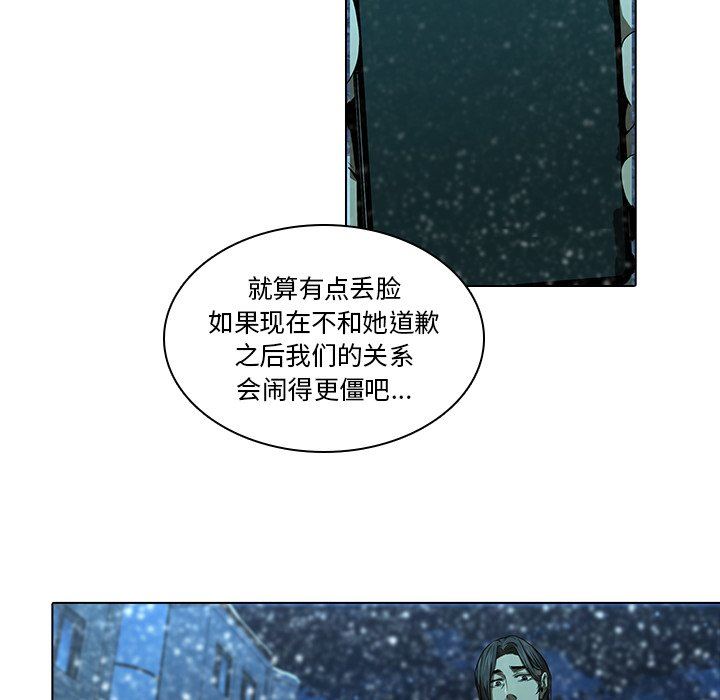 就算有点丢脸
如果现在不和她道歉
之后我们的关系
会闹得更僵吧…